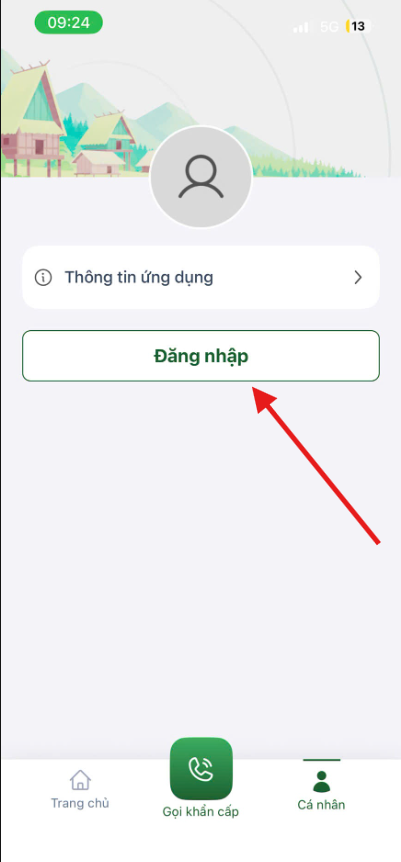 09:24
5G
13
Thông tin ứng dụng
Đăng nhập
Trang chủ
Gọi khẩn cấp
Cá nhân